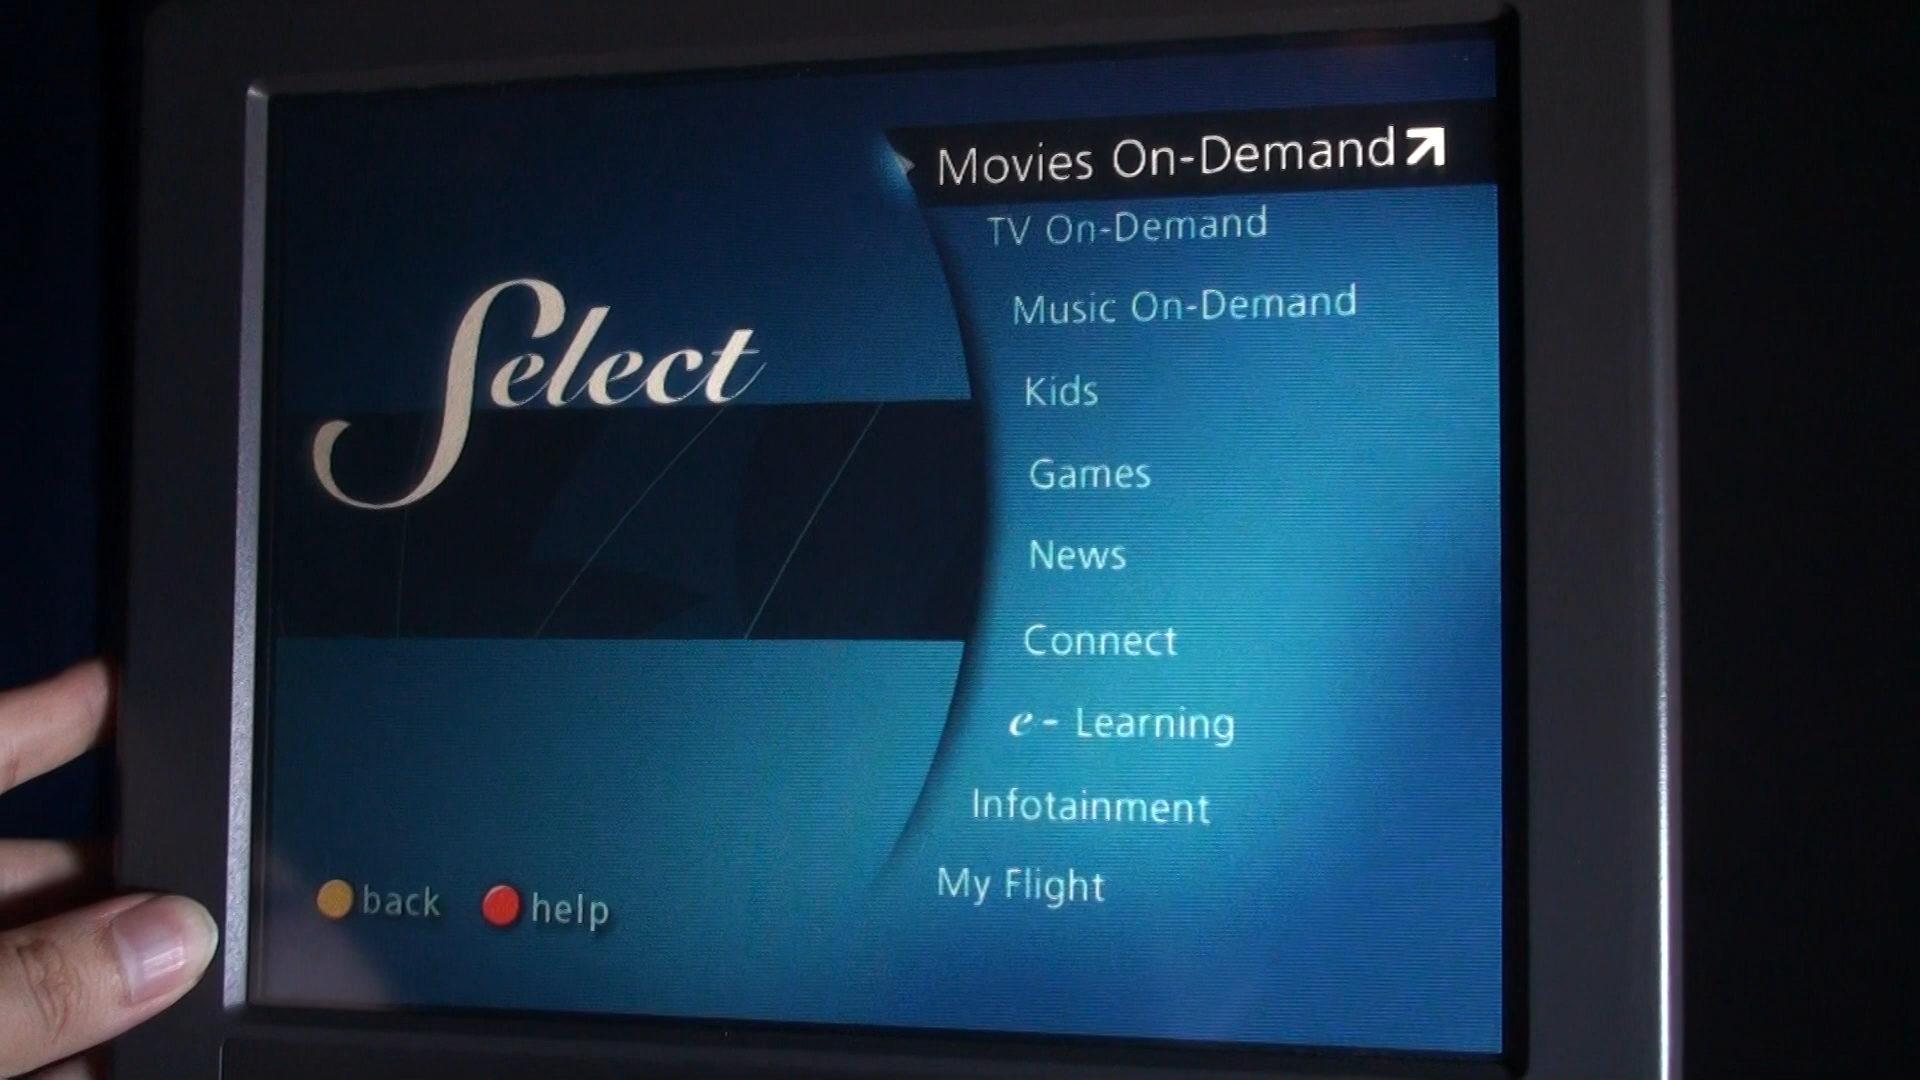 Select
Movies On-Demand
TV On-Demand
Music On-Demand
Kids
Games
News
Connect
e - Learning
Infotainment
My Flight
back
help